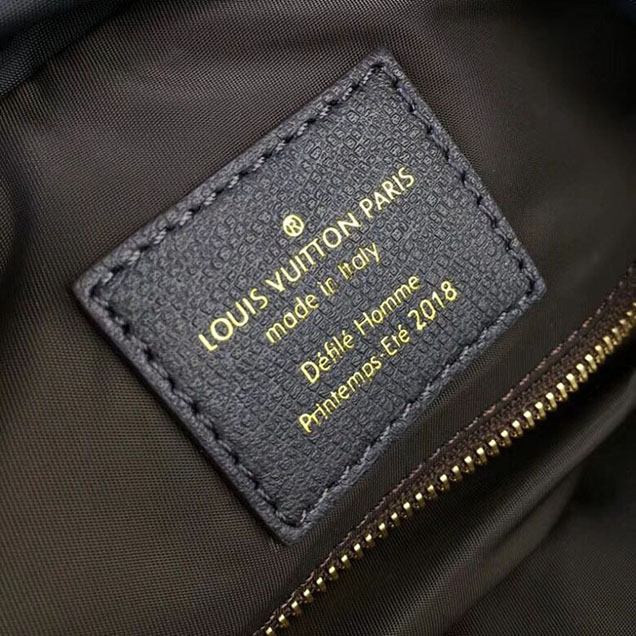 ®
LOUIS VUITTON PARIS
made in Italy
Défilé Homme
Printemps-Eté 2018